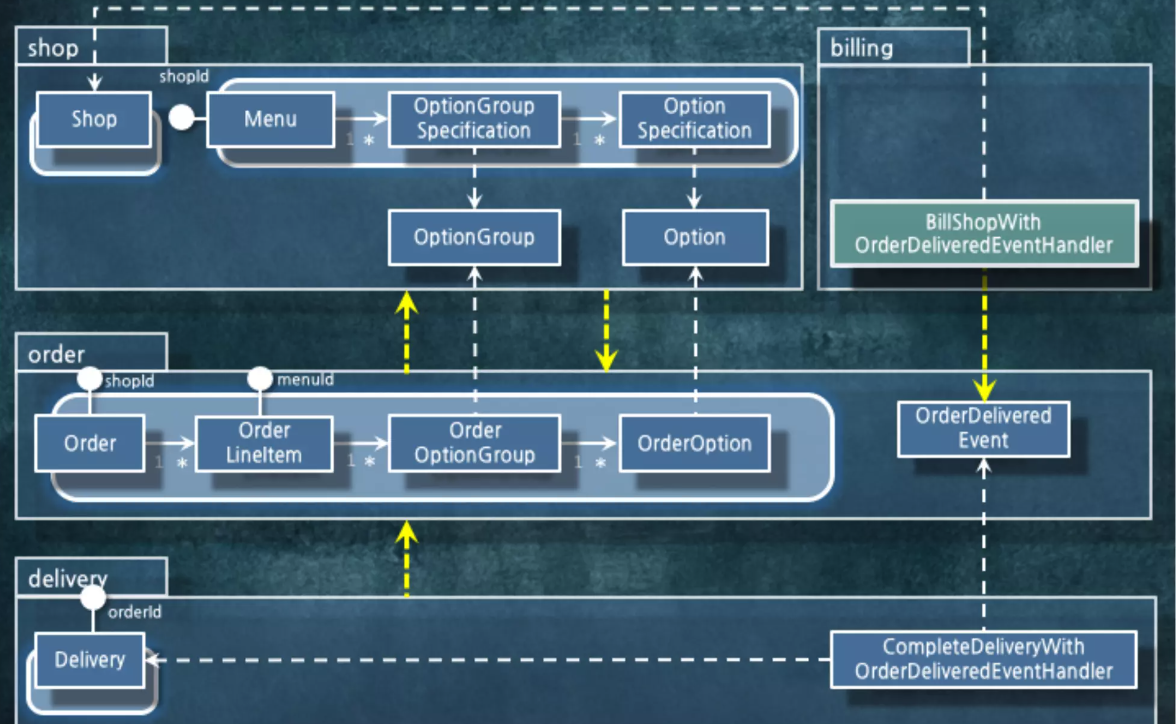 shop
billing
shopId
Shop
Menu
OptionGroup
Specification
Option
Specification
1 *
1 *
BillShopWith
OrderDeliveredEventHandler
OptionGroup
Option
order
shopId
menuId
Order
Order
LineItem
Order
OptionGroup
OrderOption
OrderDelivered
Event
1 *
1 *
1 *
delivery
orderId
Delivery
CompleteDeliveryWith
OrderDeliveredEventHandler